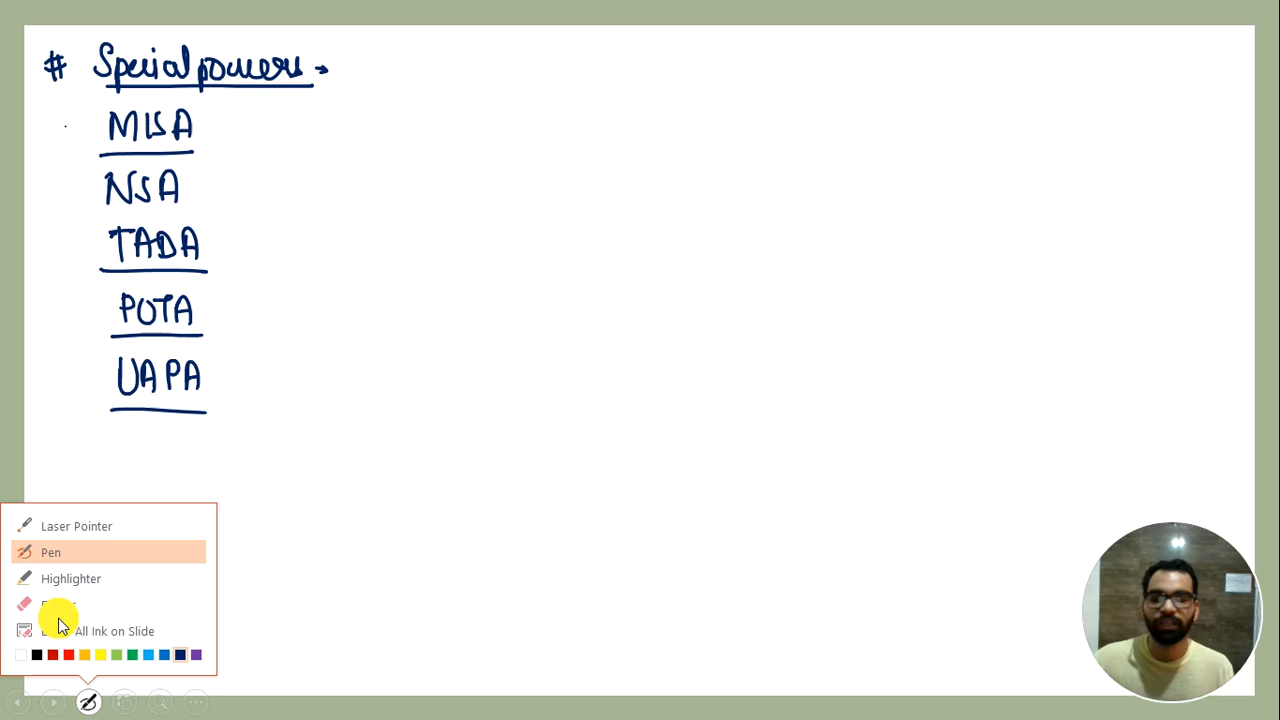 # Special powers →
MISA
NSA
TADA
POTA
UAPA
Laser Pointer
Pen
Highlighter
All Ink on Slide